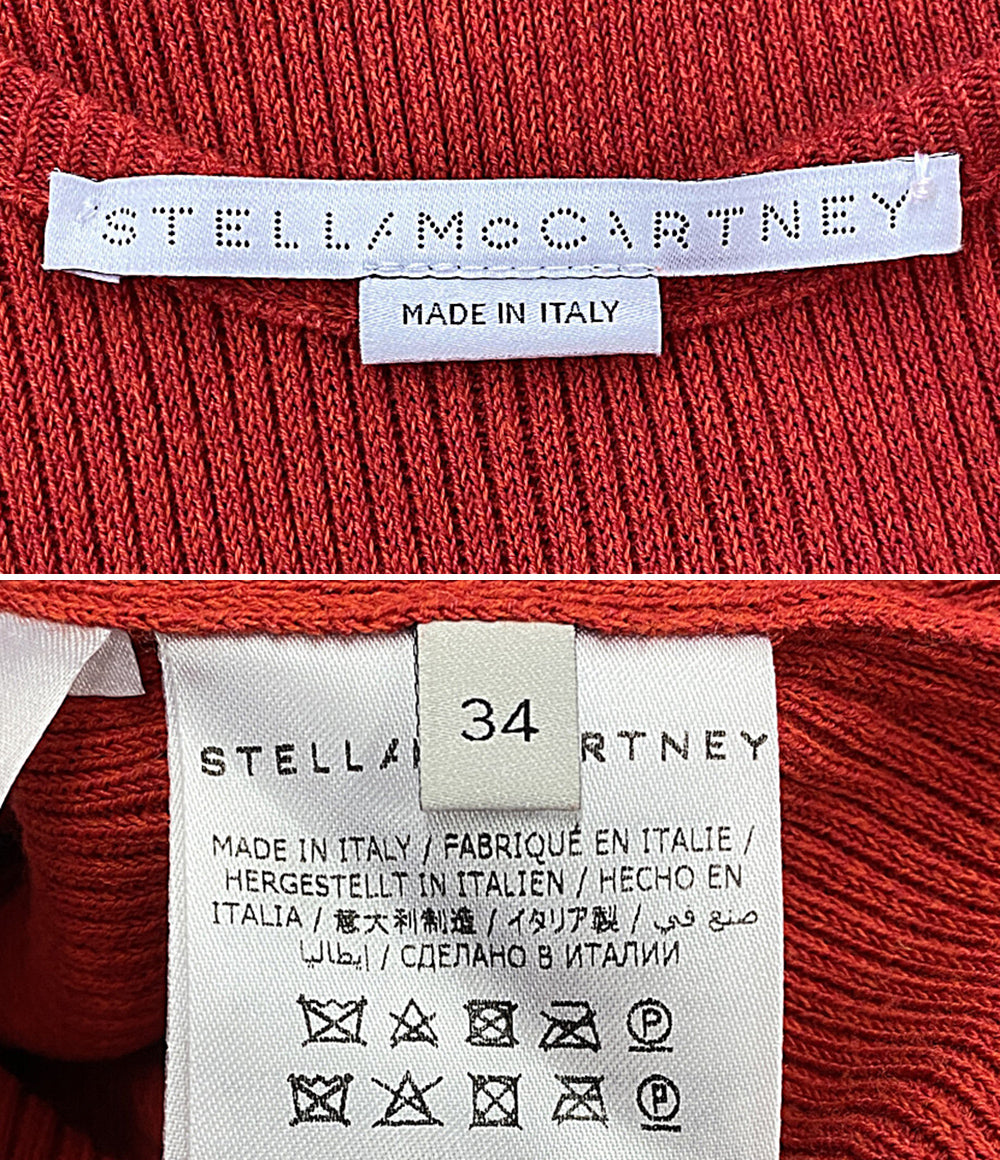 STELLA McCARTNEY
MADE IN ITALY
34
STELLA RTNEY
MADE IN ITALY / FABRIQUÉ EN ITALIE /
HERGESTELLT IN ITALIEN / HECHO EN
ITALIA / 意大利制造 / イタリア製 / صنع في
إيطاليا / СДЕЛАНО В ИТАЛИИ
P
P